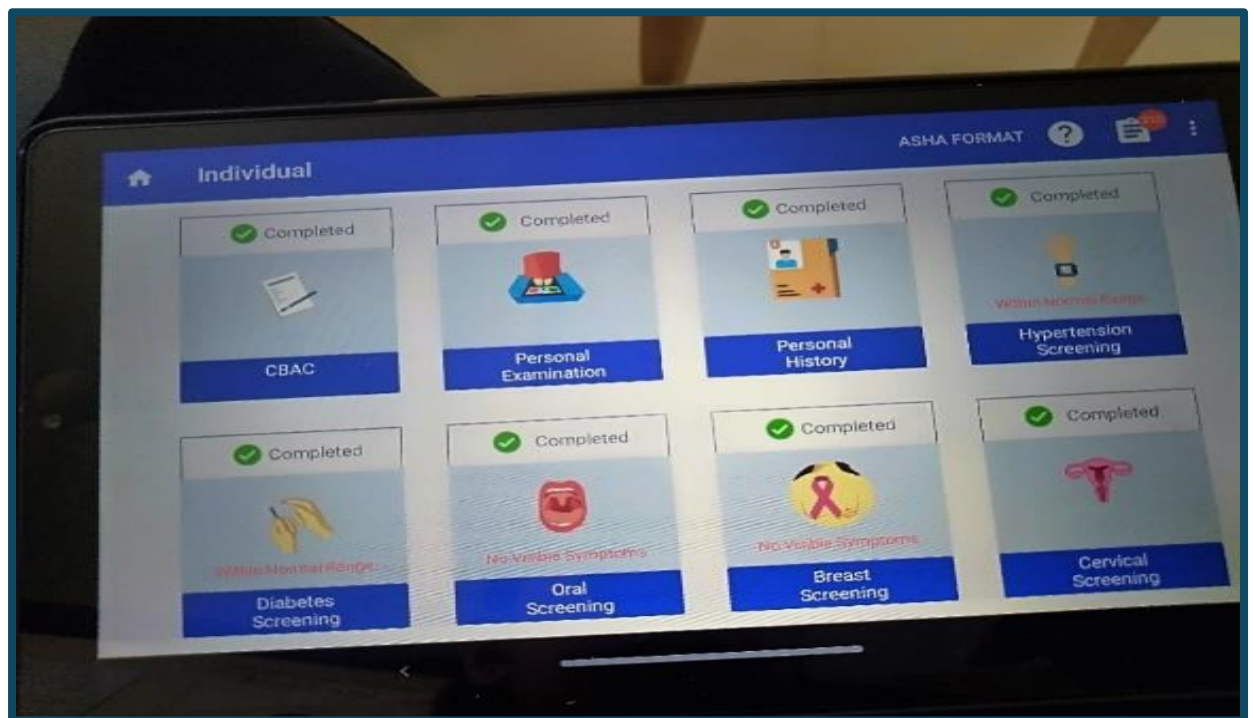 Individual
ASHA FORMAT
?
Completed
Completed
Completed
Completed
Within Normal Range
CBAC
Personal
Examination
Personal
History
Hypertension
Screening
Completed
Completed
Completed
Completed
Within Normal Range
No Visible Symptoms
No Visible Symptoms
Diabetes
Screening
Oral
Screening
Breast
Screening
Cervical
Screening